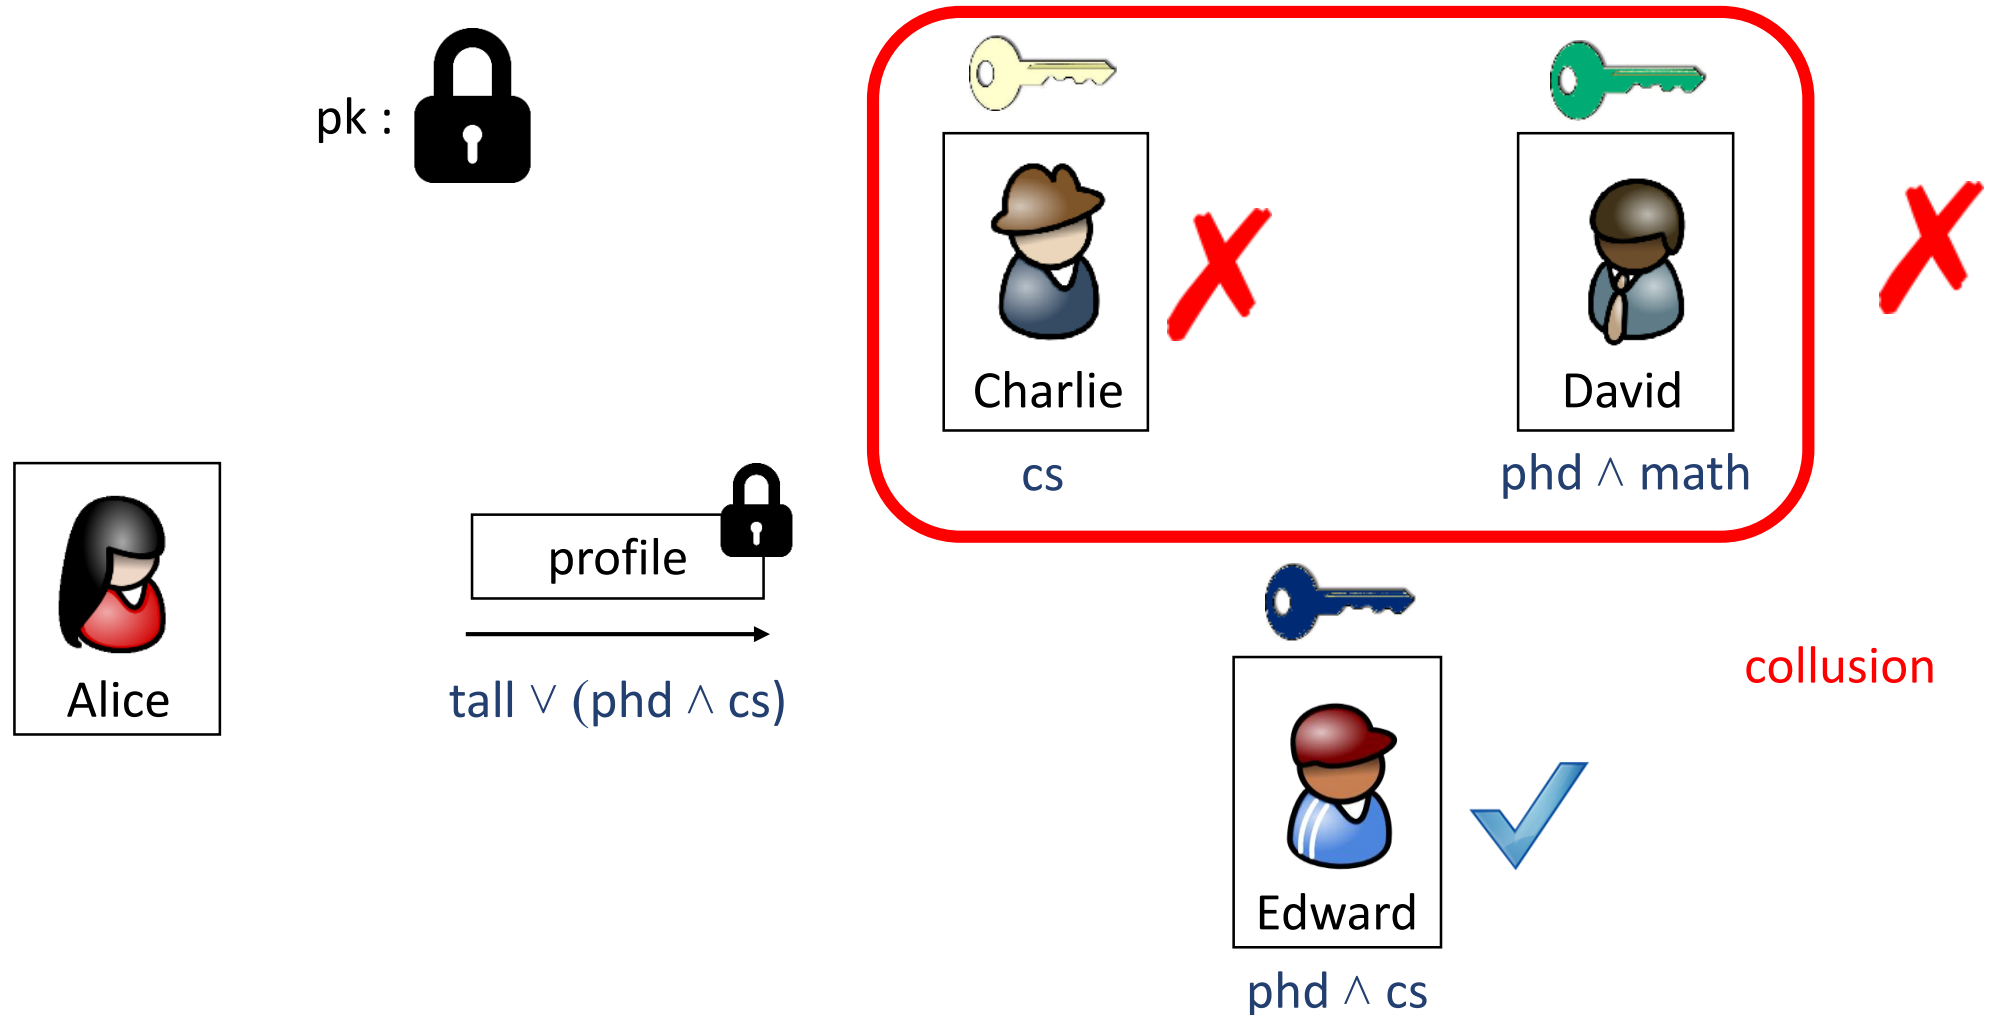 pk :
Charlie
David
cs
phd ∧ math
profile
Alice
tall ∨ (phd ∧ cs)
collusion
Edward
phd ∧ cs